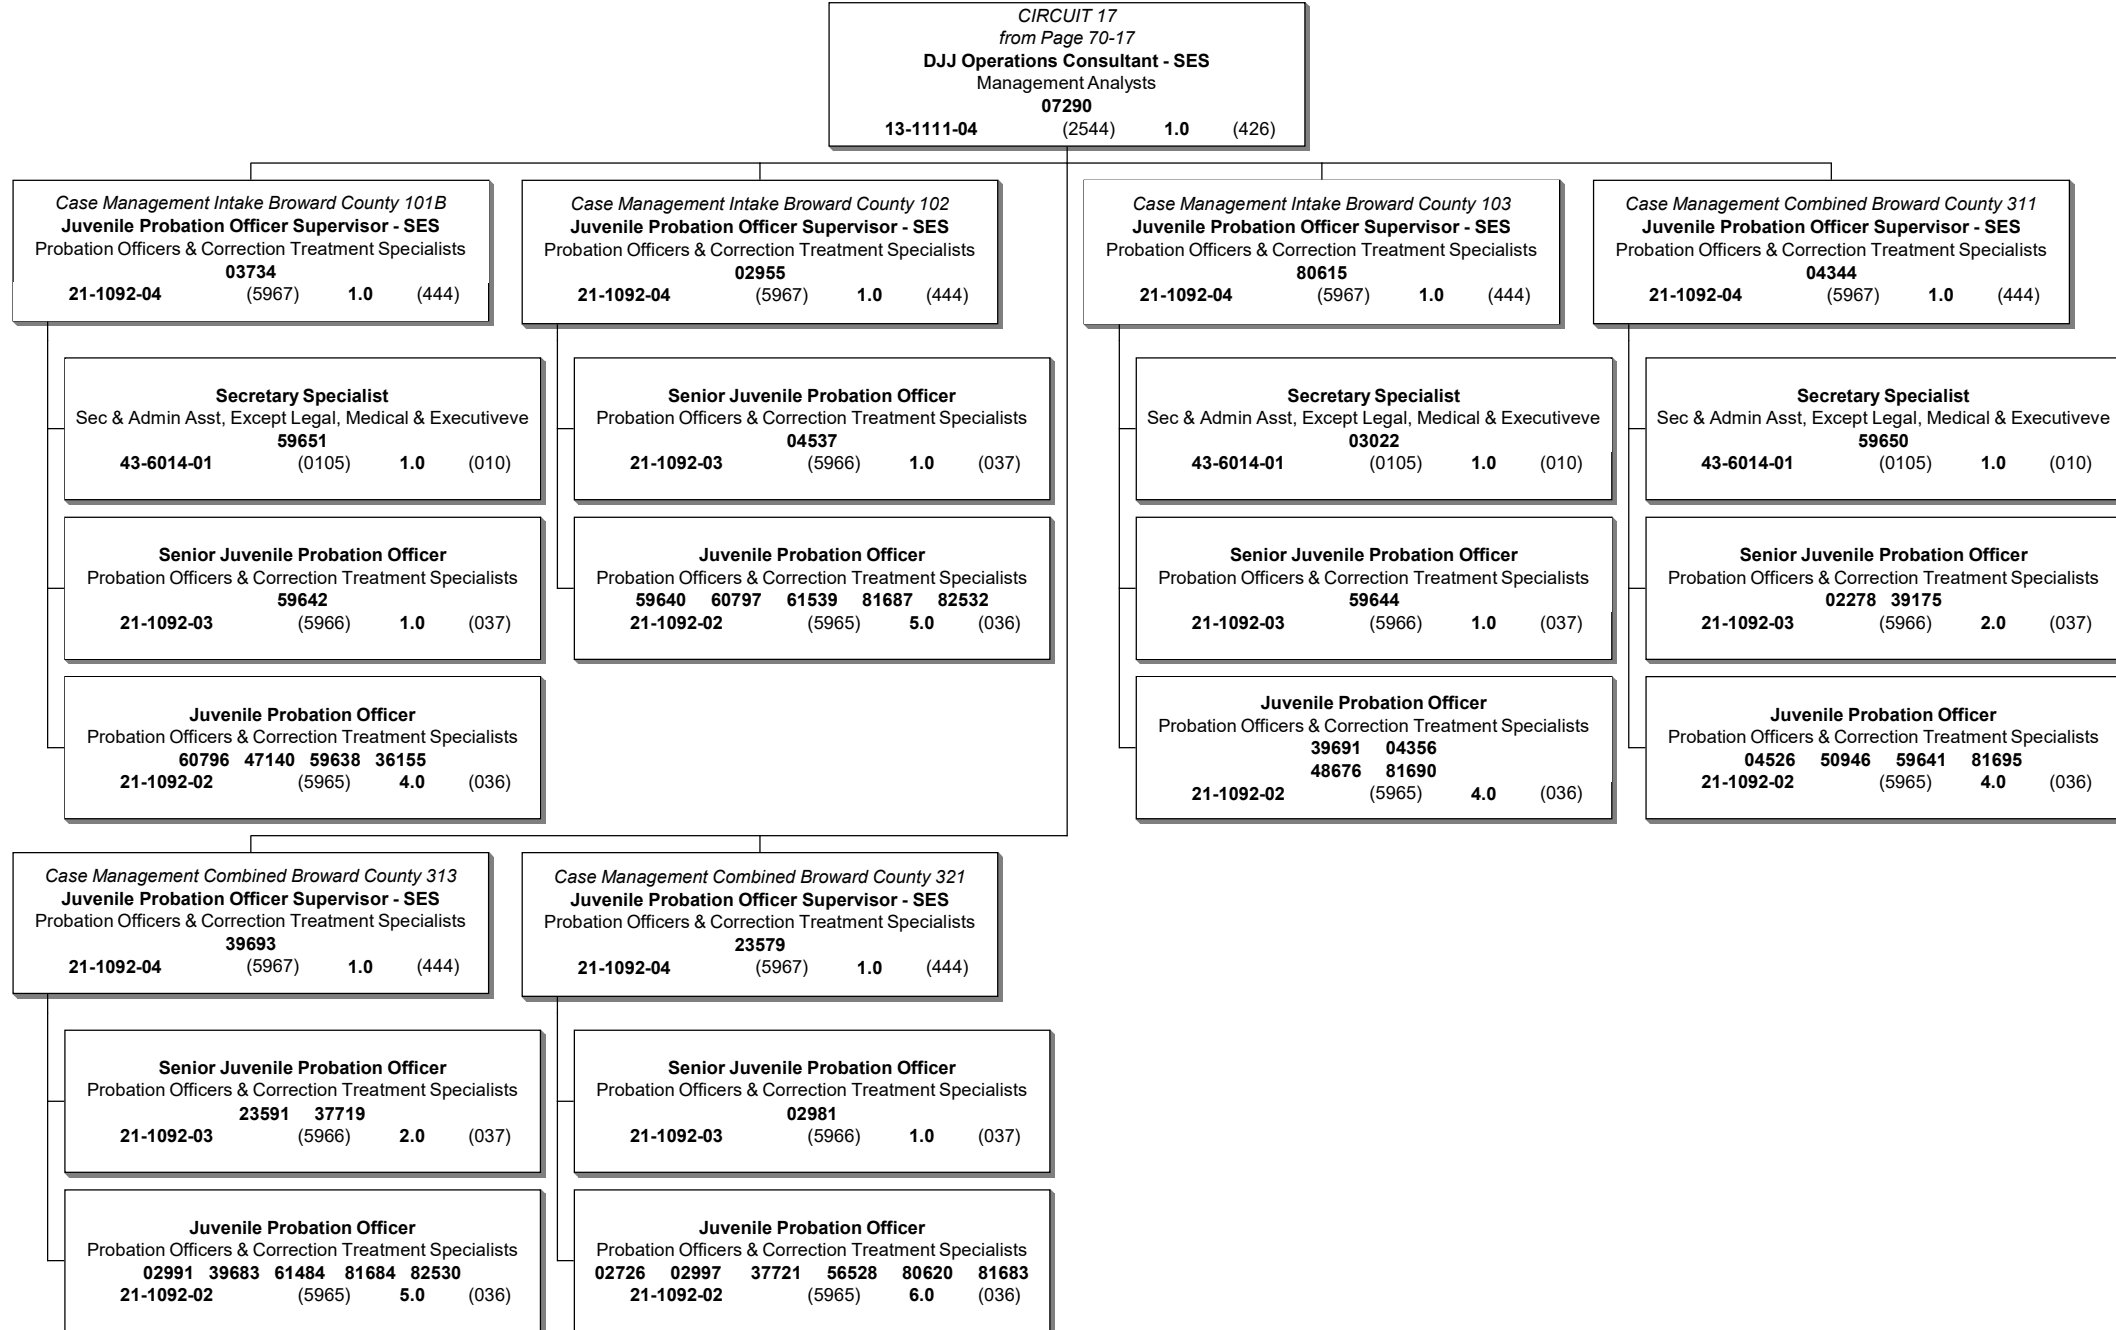 CIRCUIT 17
from Page 70-17
DJJ Operations Consultant - SES
Management Analysts
07290
13-1111-04 (2544) 1.0 (426)
Case Management Intake Broward County 101B
Juvenile Probation Officer Supervisor - SES
Probation Officers & Correction Treatment Specialists
03734
21-1092-04 (5967) 1.0 (444)
Secretary Specialist
Sec & Admin Asst, Except Legal, Medical & Executiveve
59651
43-6014-01 (0105) 1.0 (010)
Senior Juvenile Probation Officer
Probation Officers & Correction Treatment Specialists
59642
21-1092-03 (5966) 1.0 (037)
Juvenile Probation Officer
Probation Officers & Correction Treatment Specialists
60796 47140 59638 36155
21-1092-02 (5965) 4.0 (036)
Case Management Intake Broward County 102
Juvenile Probation Officer Supervisor - SES
Probation Officers & Correction Treatment Specialists
02955
21-1092-04 (5967) 1.0 (444)
Senior Juvenile Probation Officer
Probation Officers & Correction Treatment Specialists
04537
21-1092-03 (5966) 1.0 (037)
Juvenile Probation Officer
Probation Officers & Correction Treatment Specialists
59640 60797 61539 81687 82532
21-1092-02 (5965) 5.0 (036)
Case Management Intake Broward County 103
Juvenile Probation Officer Supervisor - SES
Probation Officers & Correction Treatment Specialists
80615
21-1092-04 (5967) 1.0 (444)
Secretary Specialist
Sec & Admin Asst, Except Legal, Medical & Executiveve
03022
43-6014-01 (0105) 1.0 (010)
Senior Juvenile Probation Officer
Probation Officers & Correction Treatment Specialists
59644
21-1092-03 (5966) 1.0 (037)
Juvenile Probation Officer
Probation Officers & Correction Treatment Specialists
39691 04356
48676 81690
21-1092-02 (5965) 4.0 (036)
Case Management Combined Broward County 311
Juvenile Probation Officer Supervisor - SES
Probation Officers & Correction Treatment Specialists
04344
21-1092-04 (5967) 1.0 (444)
Secretary Specialist
Sec & Admin Asst, Except Legal, Medical & Executiveve
59650
43-6014-01 (0105) 1.0 (010)
Senior Juvenile Probation Officer
Probation Officers & Correction Treatment Specialists
02278 39175
21-1092-03 (5966) 2.0 (037)
Juvenile Probation Officer
Probation Officers & Correction Treatment Specialists
04526 50946 59641 81695
21-1092-02 (5965) 4.0 (036)
Case Management Combined Broward County 313
Juvenile Probation Officer Supervisor - SES
Probation Officers & Correction Treatment Specialists
39693
21-1092-04 (5967) 1.0 (444)
Senior Juvenile Probation Officer
Probation Officers & Correction Treatment Specialists
23591 37719
21-1092-03 (5966) 2.0 (037)
Juvenile Probation Officer
Probation Officers & Correction Treatment Specialists
02991 39683 61484 81684 82530
21-1092-02 (5965) 5.0 (036)
Case Management Combined Broward County 321
Juvenile Probation Officer Supervisor - SES
Probation Officers & Correction Treatment Specialists
23579
21-1092-04 (5967) 1.0 (444)
Senior Juvenile Probation Officer
Probation Officers & Correction Treatment Specialists
02981
21-1092-03 (5966) 1.0 (037)
Juvenile Probation Officer
Probation Officers & Correction Treatment Specialists
02726 02997 37721 56528 80620 81683
21-1092-02 (5965) 6.0 (036)